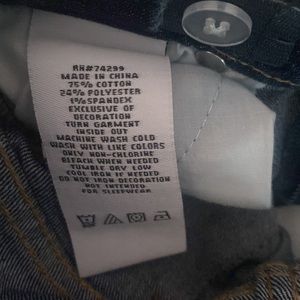 RN#74299
MADE IN CHINA
75% COTTON
24% POLYESTER
1% SPANDEX
EXCLUSIVE OF
DECORATION
TURN GARMENT
INSIDE OUT
MACHINE WASH COLD
WASH WITH LIKE COLORS
ONLY NON-CHLORINE
BLEACH WHEN NEEDED
TUMBLE DRY LOW
COOL IRON IF NEEDED
DO NOT IRON DECORATION
NOT INTENDED
FOR SLEEPWEAR